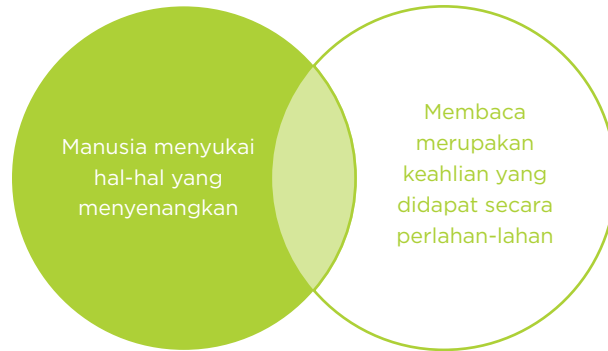 Manusia menyukai
hal-hal yang
menyenangkan
Membaca
merupakan
keahlian yang
didapat secara
perlahan-lahan